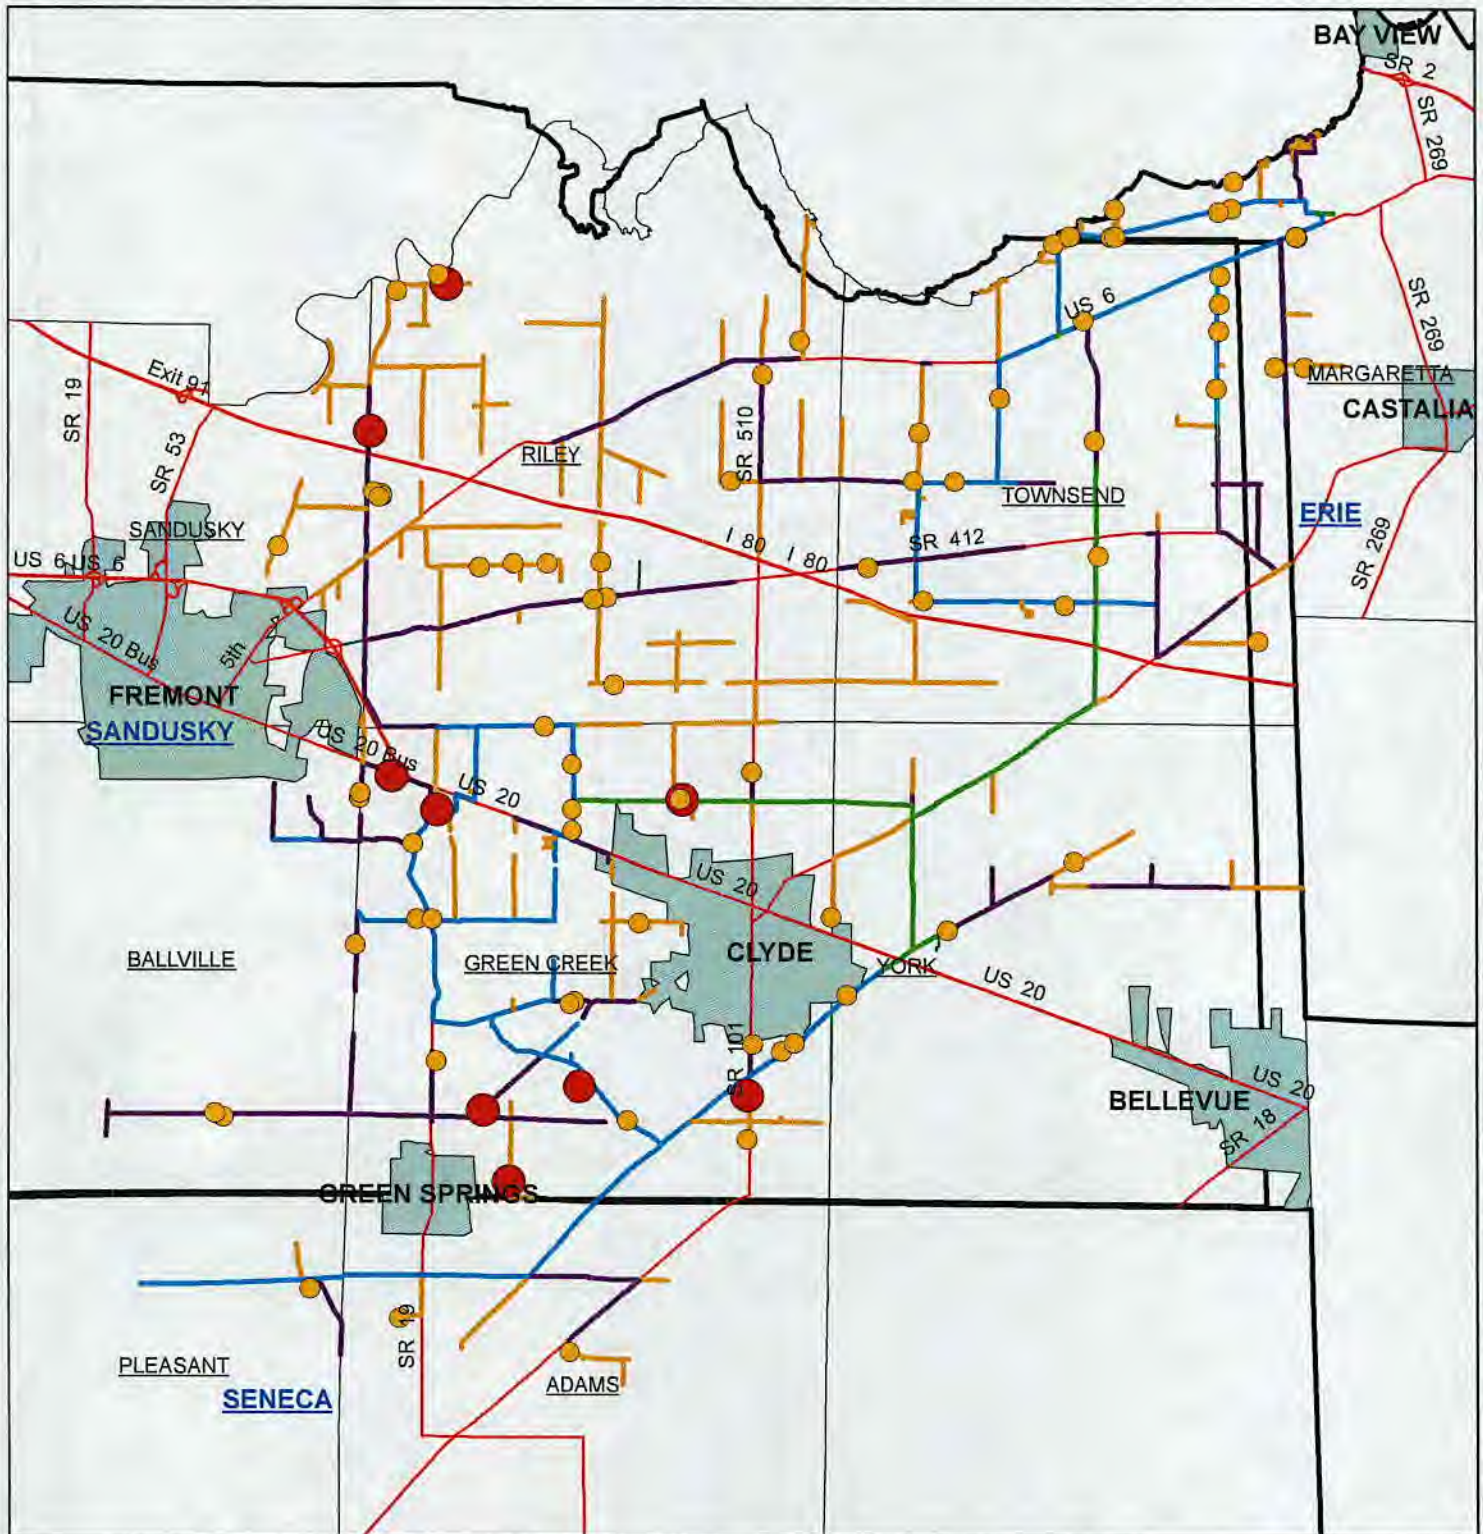 BAY VIEW
SR 2
SR 269
US 6
SR 269
Exit 91
SR 19
SR 53
MARGARETTA
CASTALIA
SR 510
RILEY
TOWNSEND
ERIE
SANDUSKY
SR 412
I 80
I 80
US 6
US 6
SR 269
US 20 Bus
5th
FREMONT
SANDUSKY
US 20 Bus
US 20
US 20
CLYDE
BALLVILLE
GREEN CREEK
YORK
US 20
SR 101
US 20
BELLEVUE
SR 18
GREEN SPRINGS
SR 19
PLEASANT
ADAMS
SENECA